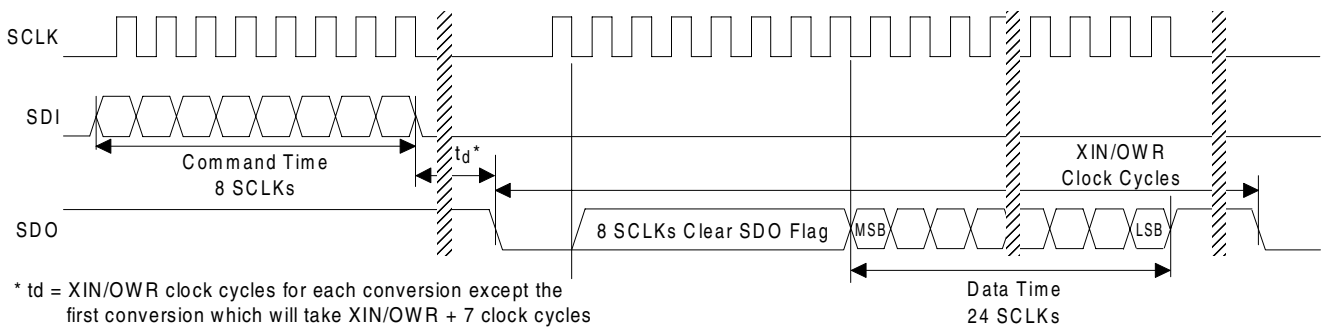 SCLK
SDI
Command Time
8 SCLKs
td*
XIN/OWR
Clock Cycles
SDO
8 SCLKs Clear SDO Flag
MSB
LSB
Data Time
24 SCLKs
* td = XIN/OWR clock cycles for each conversion except the
first conversion which will take XIN/OWR + 7 clock cycles